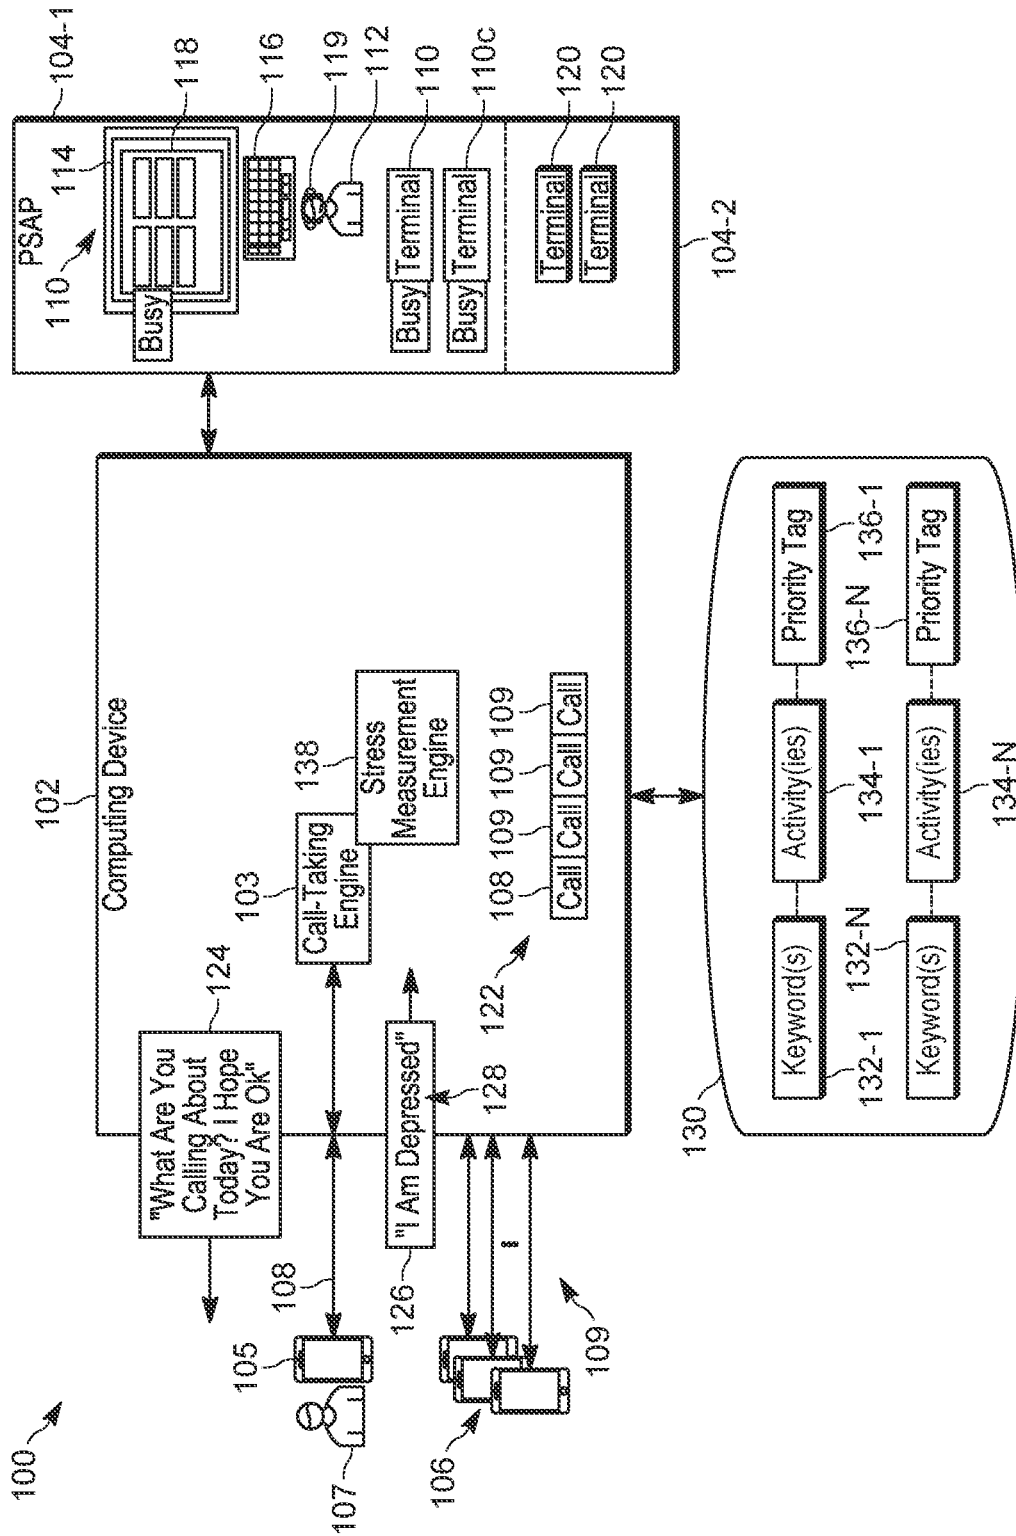 100
102
Computing Device
124
"What Are You
Calling About
Today? I Hope
You Are Ok"
103
Call-Taking
Engine
138
Stress
Measurement
Engine
105
107
108
126
"I Am Depressed"
128
106
109
122
108
109
109
109
Call
Call
Call
Call
PSAP
104-1
110
114
118
Busy
116
119
112
Busy
Terminal
110
Busy
Terminal
110c
Terminal
120
Terminal
120
104-2
130
Keyword(s)
Activity(ies)
Priority Tag
132-1
132-N
134-1
136-N
136-1
Keyword(s)
Activity(ies)
Priority Tag
134-N